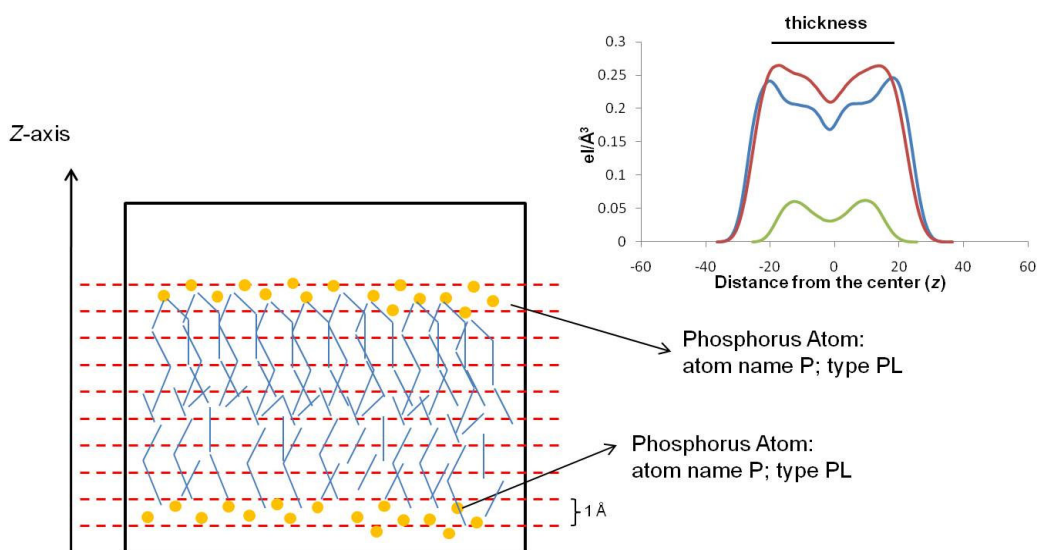 thickness
0.3
0.25
0.2
0.15
0.1
0.05
0
el/Å³
-60 -40 -20 0 20 40 60
Distance from the center (z)
Z-axis
Phosphorus Atom:
atom name P; type PL
Phosphorus Atom:
atom name P; type PL
1 Å